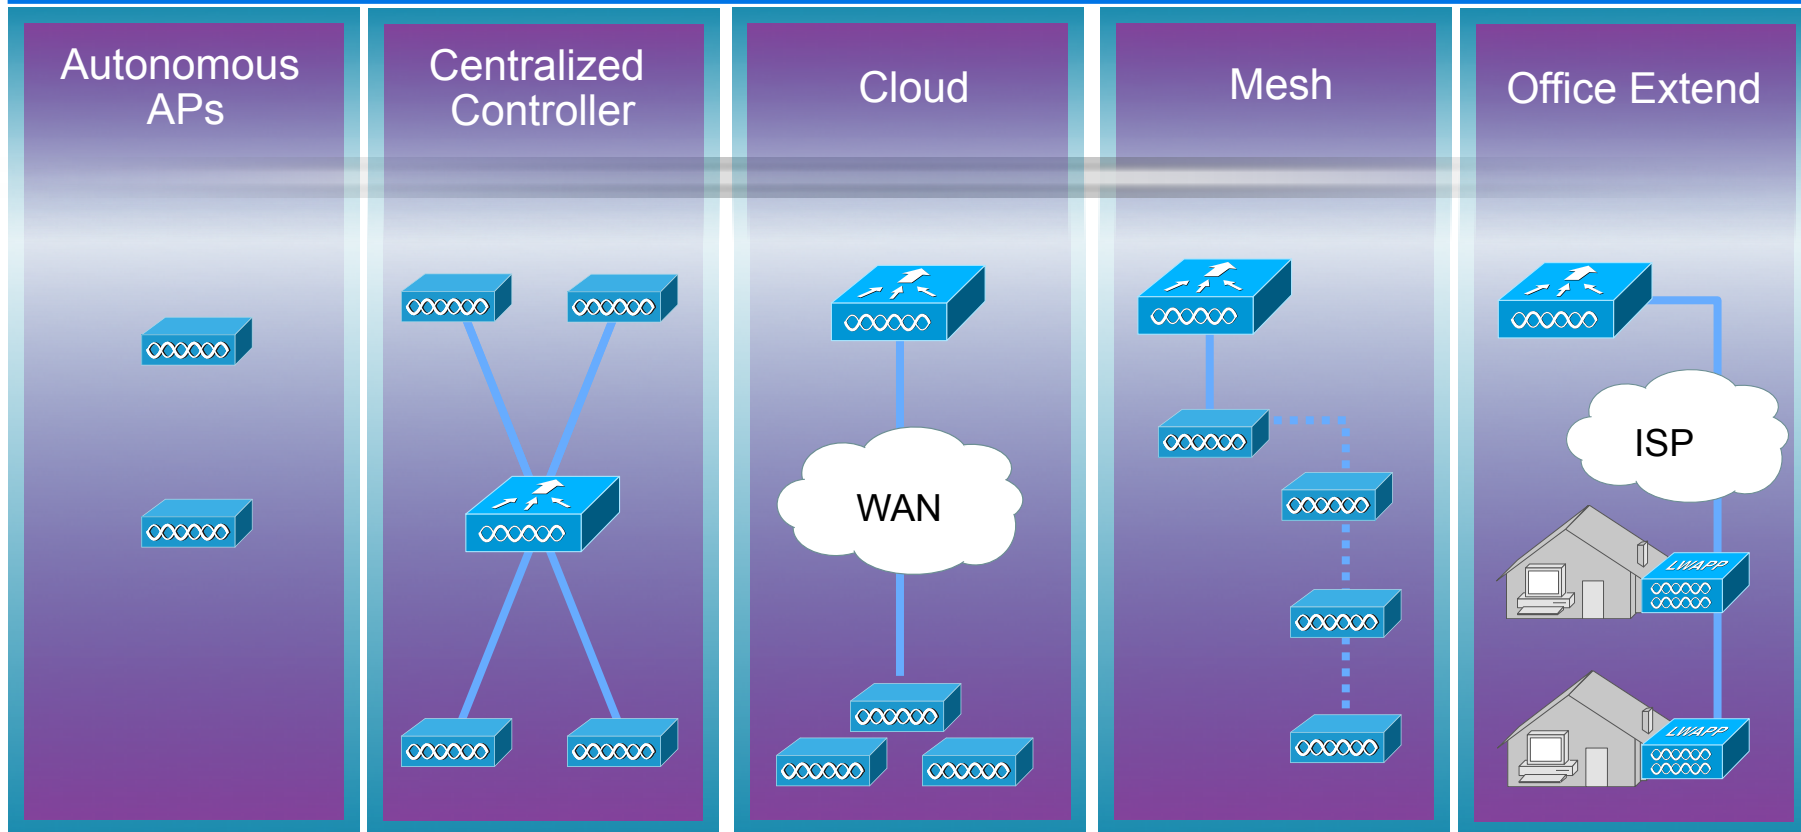 Autonomous
APs
Centralized
Controller
Cloud
Mesh
Office Extend
WAN
ISP
LWAPP
LWAPP